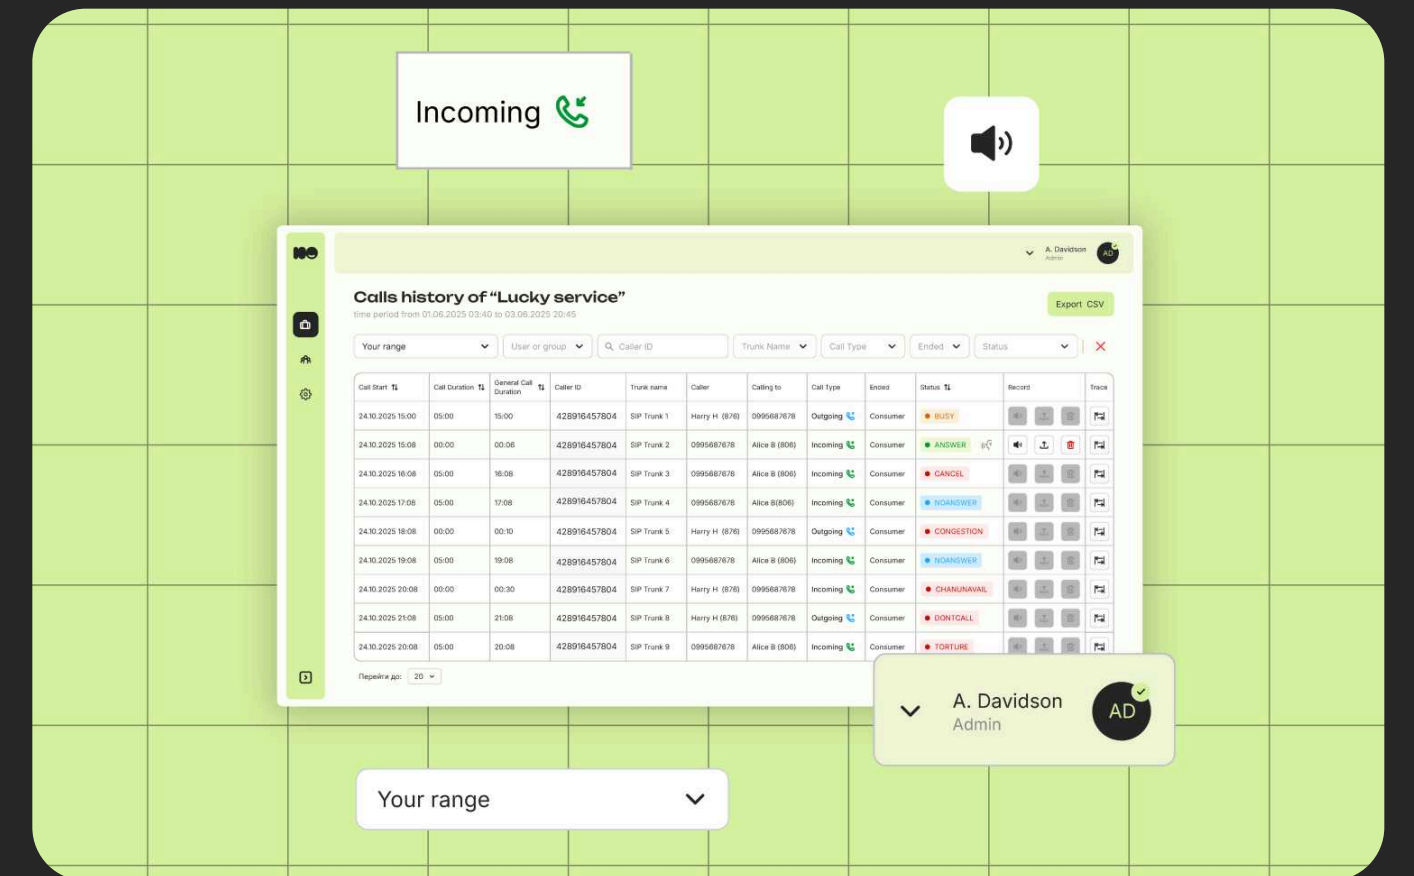 Incoming
A. Davidson
Admin
AD
Calls history of “Lucky service”
time period from 01.06.2025 03:40 to 03.06.2025 20:45
Export CSV
Your range User or group Caller ID Trunk Name Call Type Ended Status
Call Start Call Duration General Call Duration Caller ID Trunk name Caller Calling to Call Type Ended Status Record Trace
24.10.2025 15:00 05:00 15:00 428916457804 SIP Trunk 1 Harry H (876) 0995687678 Outgoing Consumer BUSY
24.10.2025 15:08 00:00 00:06 428916457804 SIP Trunk 2 0995687678 Alice B (806) Incoming Consumer ANSWER
24.10.2025 16:08 05:00 16:08 428916457804 SIP Trunk 3 0995687678 Alice B (806) Incoming Consumer CANCEL
24.10.2025 17:08 05:00 17:08 428916457804 SIP Trunk 4 0995687678 Alice B(806) Incoming Consumer NOANSWER
24.10.2025 18:08 00:00 00:10 428916457804 SIP Trunk 5 Harry H (876) 0995687678 Outgoing Consumer CONGESTION
24.10.2025 19:08 05:00 19:08 428916457804 SIP Trunk 6 0995687678 Alice B (806) Incoming Consumer NOANSWER
24.10.2025 20:08 00:00 00:30 428916457804 SIP Trunk 7 Harry H (876) 0995687678 Incoming Consumer CHANUNAVAIL
24.10.2025 21:08 05:00 21:08 428916457804 SIP Trunk 8 Harry H (876) 0995687678 Outgoing Consumer DONTCALL
24.10.2025 20:08 05:00 20:08 428916457804 SIP Trunk 9 0995687678 Alice B (806) Incoming Consumer TORTURE
Перейти до: 20
A. Davidson
Admin
AD
Your range